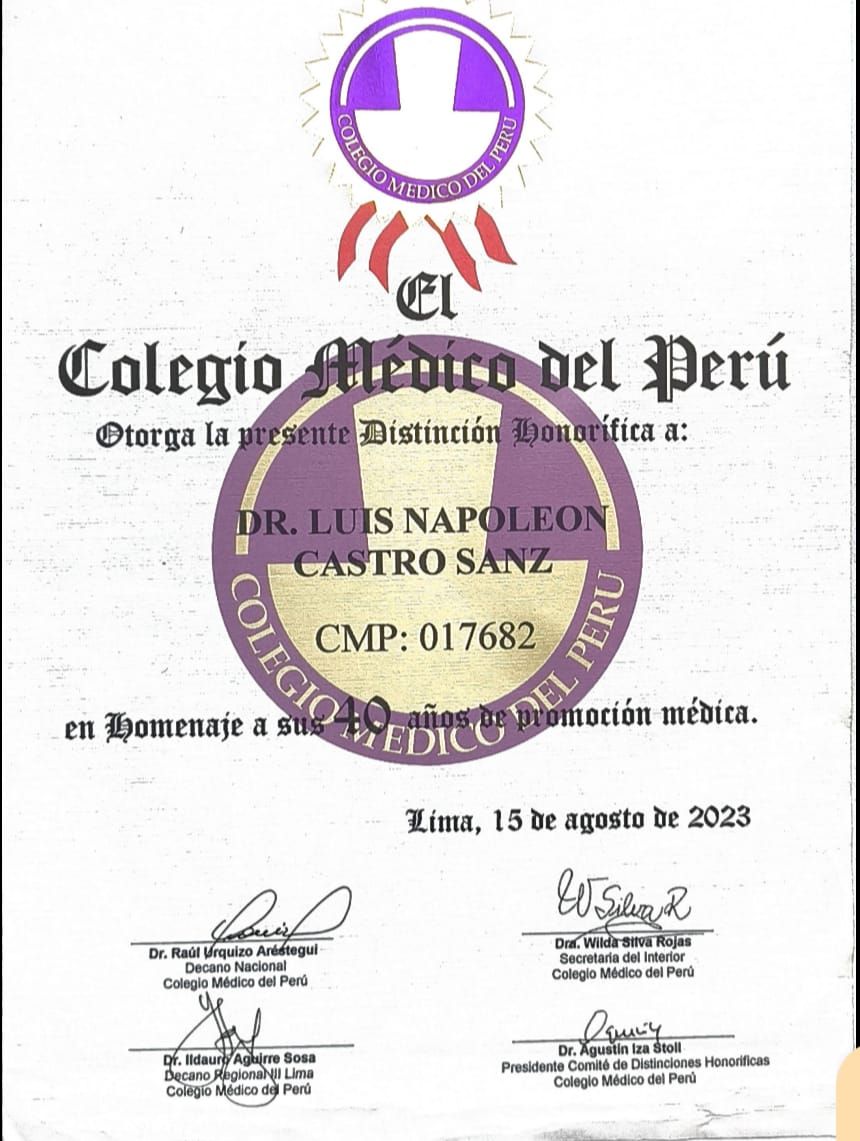 COLEGIO MEDICO DEL PERU
El
Colegio Médico del Perú
Otorga la presente Distinción Honorífica a:
DR. LUIS NAPOLEON
CASTRO SANZ
CMP: 017682
COLEGIO MEDICO DEL PERU
en Homenaje a sus 40 años de promoción médica.
Lima, 15 de agosto de 2023
W Silva R
Dr. Raúl Urquizo Aréstegui
Decano Nacional
Colegio Médico del Perú
Dra. Wilda Silva Rojas
Secretaria del Interior
Colegio Médico del Perú
Dr. Ildauro Aguirre Sosa
Decano Regional III Lima
Colegio Médico del Perú
Dr. Agustín Iza Stoll
Presidente Comité de Distinciones Honoríficas
Colegio Médico del Perú